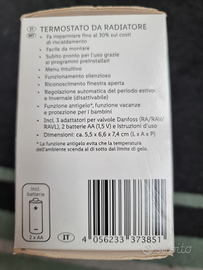 IT
MT
TERMOSTATO DA RADIATORE
• Fa risparmiare fino al 30% sui costi
di riscaldamento
• Facile da montare
• Subito pronto per l'uso grazie ai
programmi preinstallati
• Menu intuitivo
• Funzionamento silenzioso
• Riconoscimento finestra aperta
• Regolazione automatica del periodo estivo
e invernale (disattivabile)
• Funzione antigelo*, funzione vacanze
e protezione per i bambini
Incl. 3 adattatori per valvole Danfoss (RA/RAV/
RAVL), 2 batterie AA (1,5 V) e istruzioni d'uso
• Dimensioni: ca. 5,5 x 6,6 x 7,4 cm (L x A x P)
*La funzione antigelo evita che la temperatura
dell'ambiente scenda al di sotto del limite di gelo.
Incl.
batterie
2 x AA
IT
4 056233 373851
subito